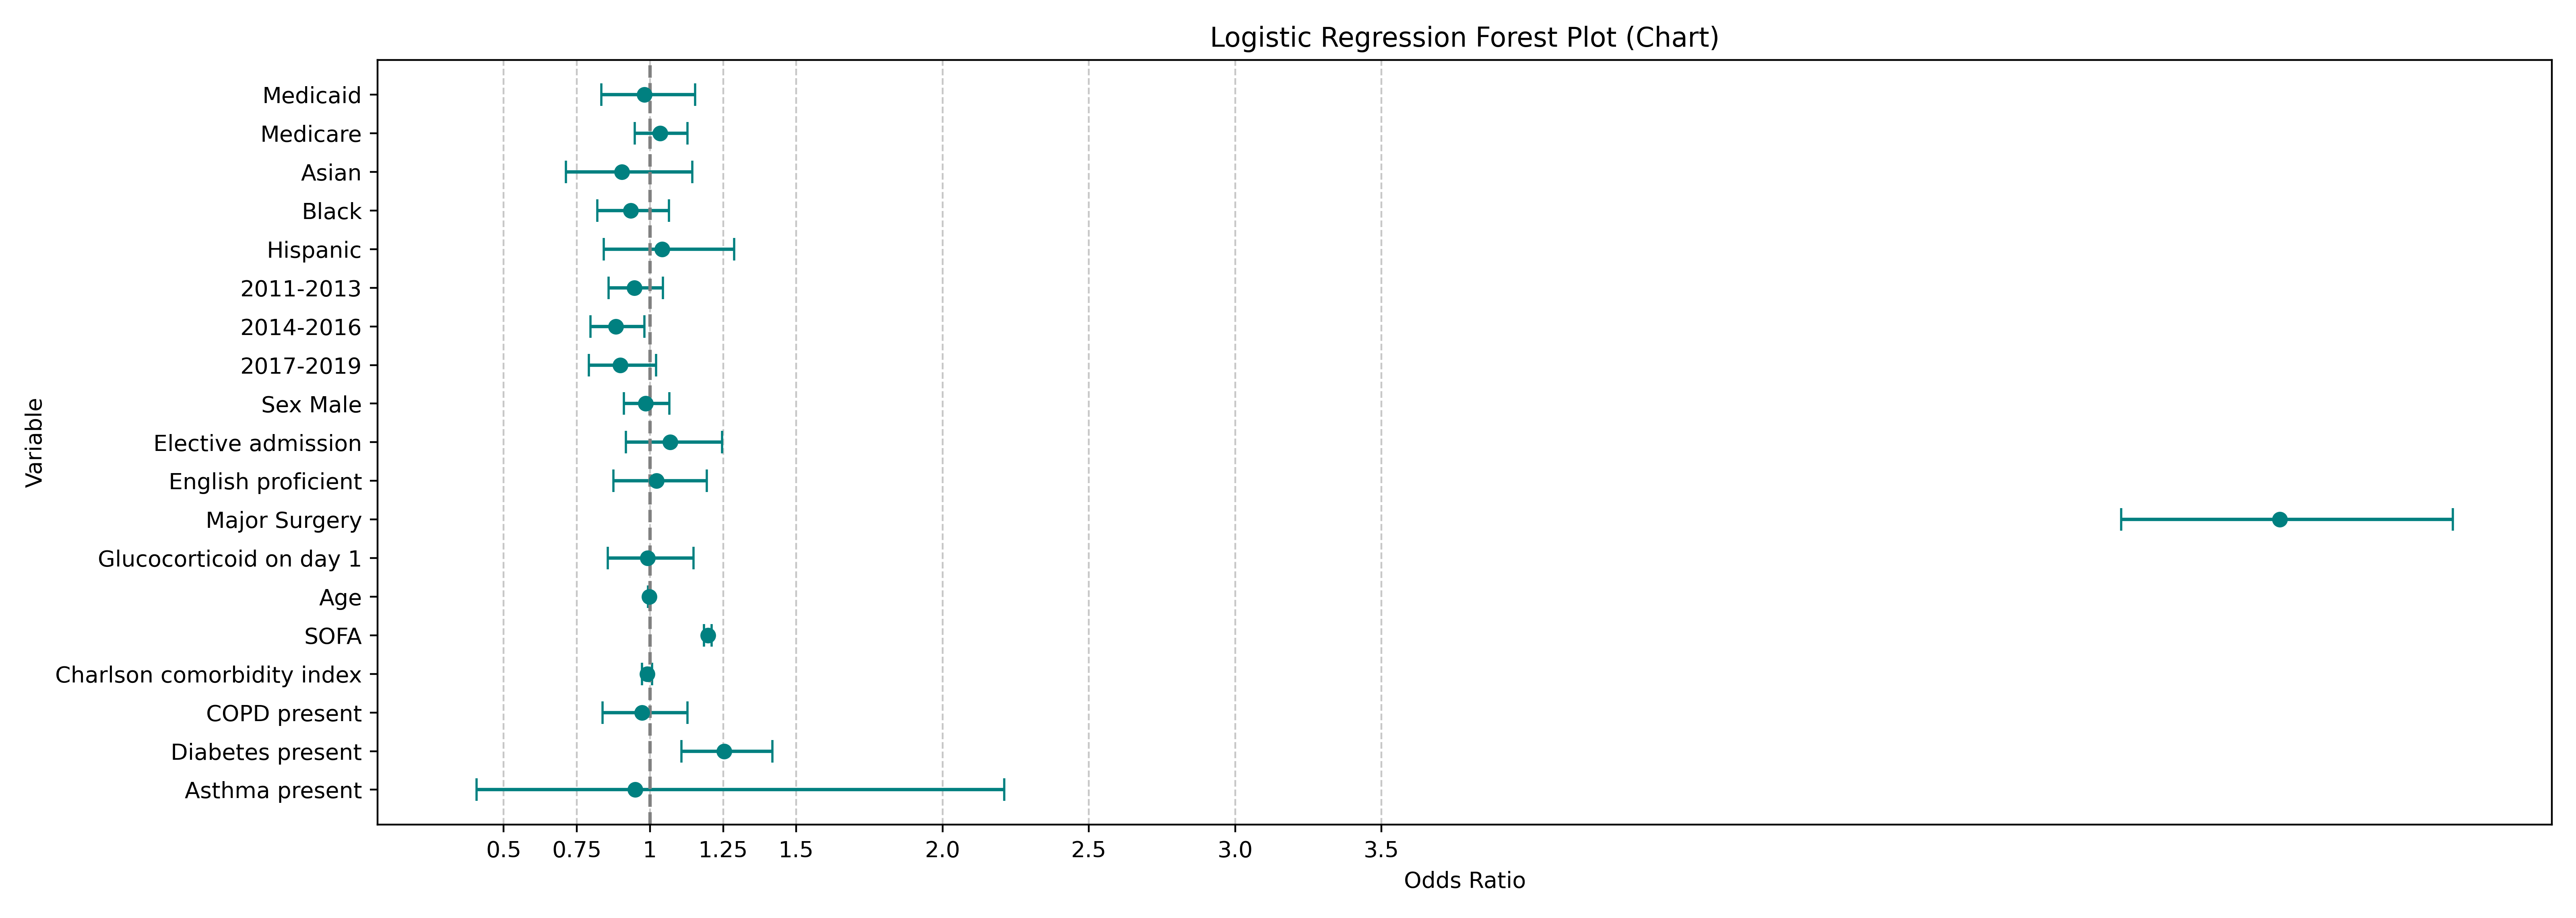 Logistic Regression Forest Plot (Chart)
Variable
Medicaid
Medicare
Asian
Black
Hispanic
2011-2013
2014-2016
2017-2019
Sex Male
Elective admission
English proficient
Major Surgery
Glucocorticoid on day 1
Age
SOFA
Charlson comorbidity index
COPD present
Diabetes present
Asthma present
0.5 0.75 1 1.25 1.5 2.0 2.5 3.0 3.5
Odds Ratio